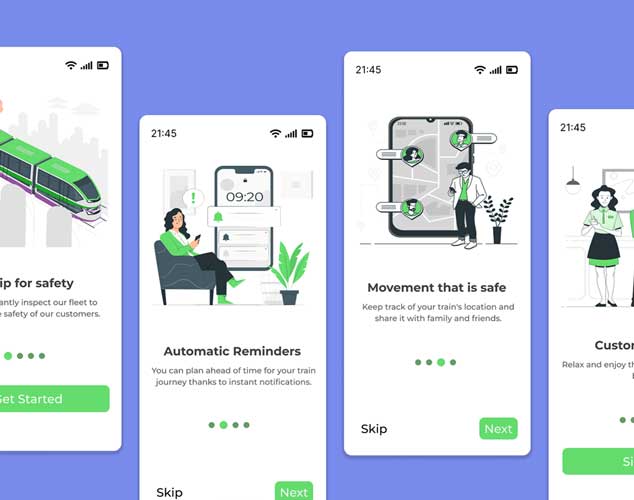 ip for safety
antly inspect our fleet to
e safety of our customers.
Get Started
21:45
09:20
!
Automatic Reminders
You can plan ahead of time for your train
journey thanks to instant notifications.
Skip
Next
21:45
Movement that is safe
Keep track of your train's location and
share it with family and friends.
Skip
Next
21:45
Custom
Relax and enjoy th
b
Si